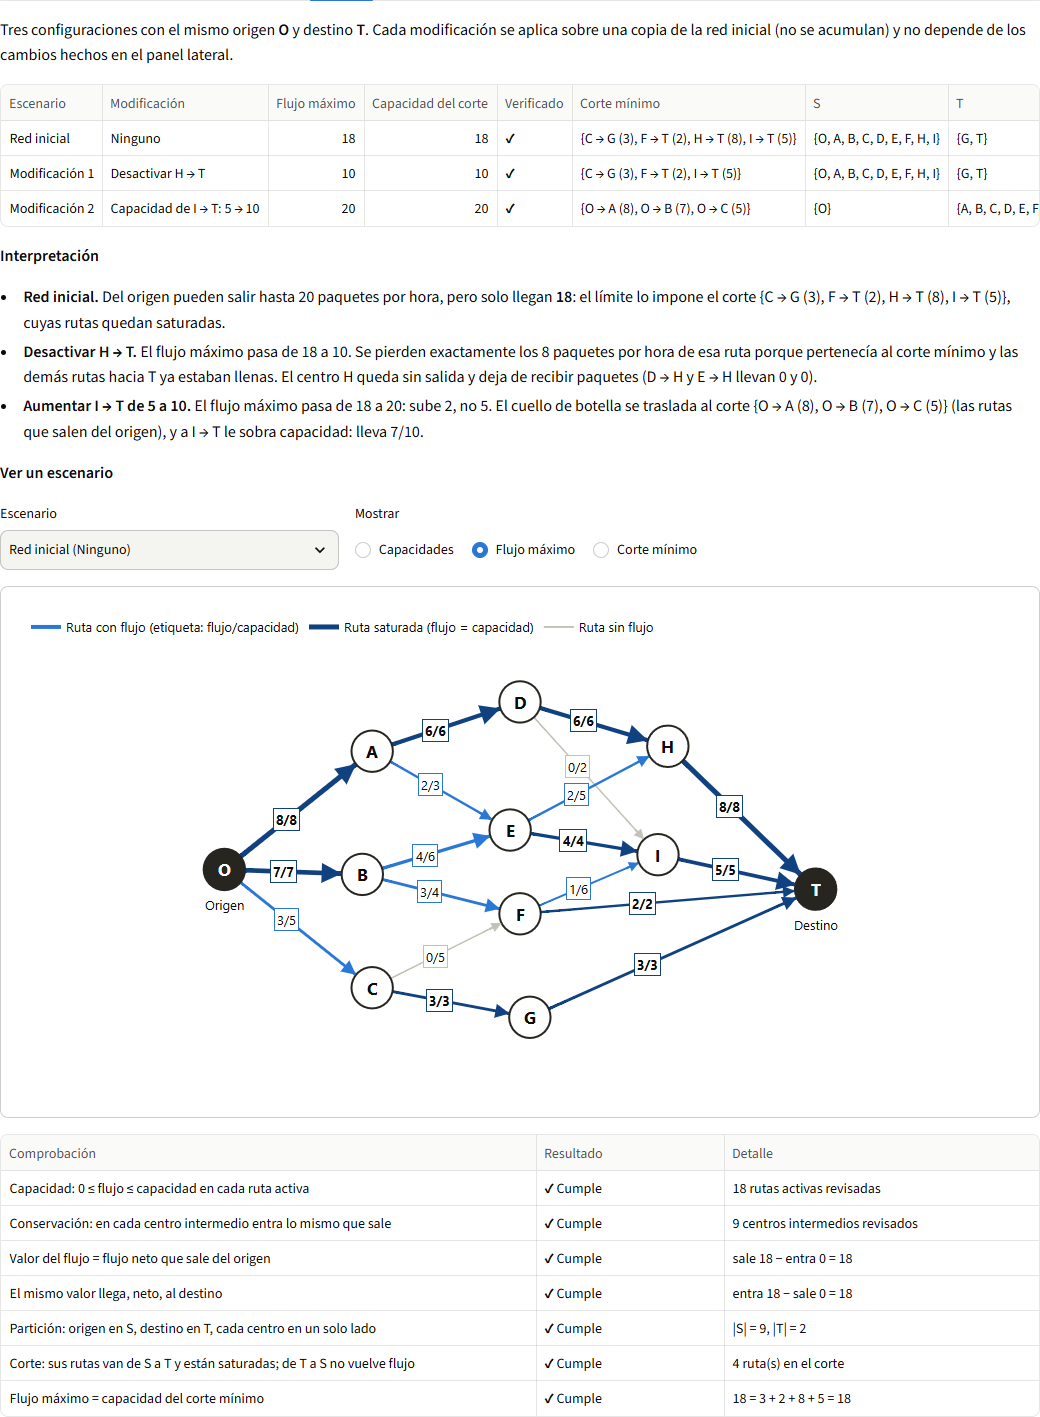 Tres configuraciones con el mismo origen O y destino T. Cada modificación se aplica sobre una copia de la red inicial (no se acumulan) y no depende de los
cambios hechos en el panel lateral.
Escenario Modificación Flujo máximo Capacidad del corte Verificado Corte mínimo S T
Red inicial Ninguno 18 18 ✓ {C → G (3), F → T (2), H → T (8), I → T (5)} {O, A, B, C, D, E, F, H, I} {G, T}
Modificación 1 Desactivar H → T 10 10 ✓ {C → G (3), F → T (2), I → T (5)} {O, A, B, C, D, E, F, H, I} {G, T}
Modificación 2 Capacidad de I → T: 5 → 10 20 20 ✓ {O → A (8), O → B (7), O → C (5)} {O} {A, B, C, D, E, F
Interpretación
• Red inicial. Del origen pueden salir hasta 20 paquetes por hora, pero solo llegan 18: el límite lo impone el corte {C → G (3), F → T (2), H → T (8), I → T (5)},
cuyas rutas quedan saturadas.
• Desactivar H → T. El flujo máximo pasa de 18 a 10. Se pierden exactamente los 8 paquetes por hora de esa ruta porque pertenecía al corte mínimo y las
demás rutas hacia T ya estaban llenas. El centro H queda sin salida y deja de recibir paquetes (D → H y E → H llevan 0 y 0).
• Aumentar I → T de 5 a 10. El flujo máximo pasa de 18 a 20: sube 2, no 5. El cuello de botella se traslada al corte {O → A (8), O → B (7), O → C (5)} (las rutas
que salen del origen), y a I → T le sobra capacidad: lleva 7/10.
Ver un escenario
Escenario Mostrar
Red inicial (Ninguno) Capacidades Flujo máximo Corte mínimo
Ruta con flujo (etiqueta: flujo/capacidad) Ruta saturada (flujo = capacidad) Ruta sin flujo
D
6/6 6/6
A H
0/2
2/3 2/5
8/8 8/8
E 4/4
4/6 I
O 7/7 B 5/5
3/4 1/6 T
Origen 2/2
3/5 F Destino
0/5 3/3
C 3/3
G
Comprobación Resultado Detalle
Capacidad: 0 ≤ flujo ≤ capacidad en cada ruta activa ✓ Cumple 18 rutas activas revisadas
Conservación: en cada centro intermedio entra lo mismo que sale ✓ Cumple 9 centros intermedios revisados
Valor del flujo = flujo neto que sale del origen ✓ Cumple sale 18 − entra 0 = 18
El mismo valor llega, neto, al destino ✓ Cumple entra 18 − sale 0 = 18
Partición: origen en S, destino en T, cada centro en un solo lado ✓ Cumple |S| = 9, |T| = 2
Corte: sus rutas van de S a T y están saturadas; de T a S no vuelve flujo ✓ Cumple 4 ruta(s) en el corte
Flujo máximo = capacidad del corte mínimo ✓ Cumple 18 = 3 + 2 + 8 + 5 = 18